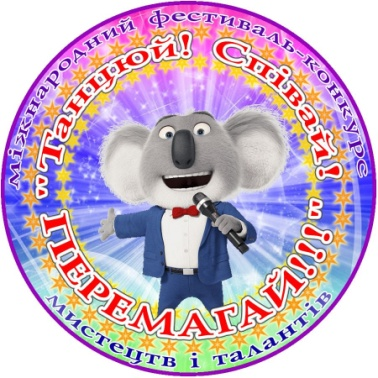 міжнародний фестиваль-конкурс
"Танцюй! Співай!
ПЕРЕМАГАЙ!!!"
мистецтв і талантів